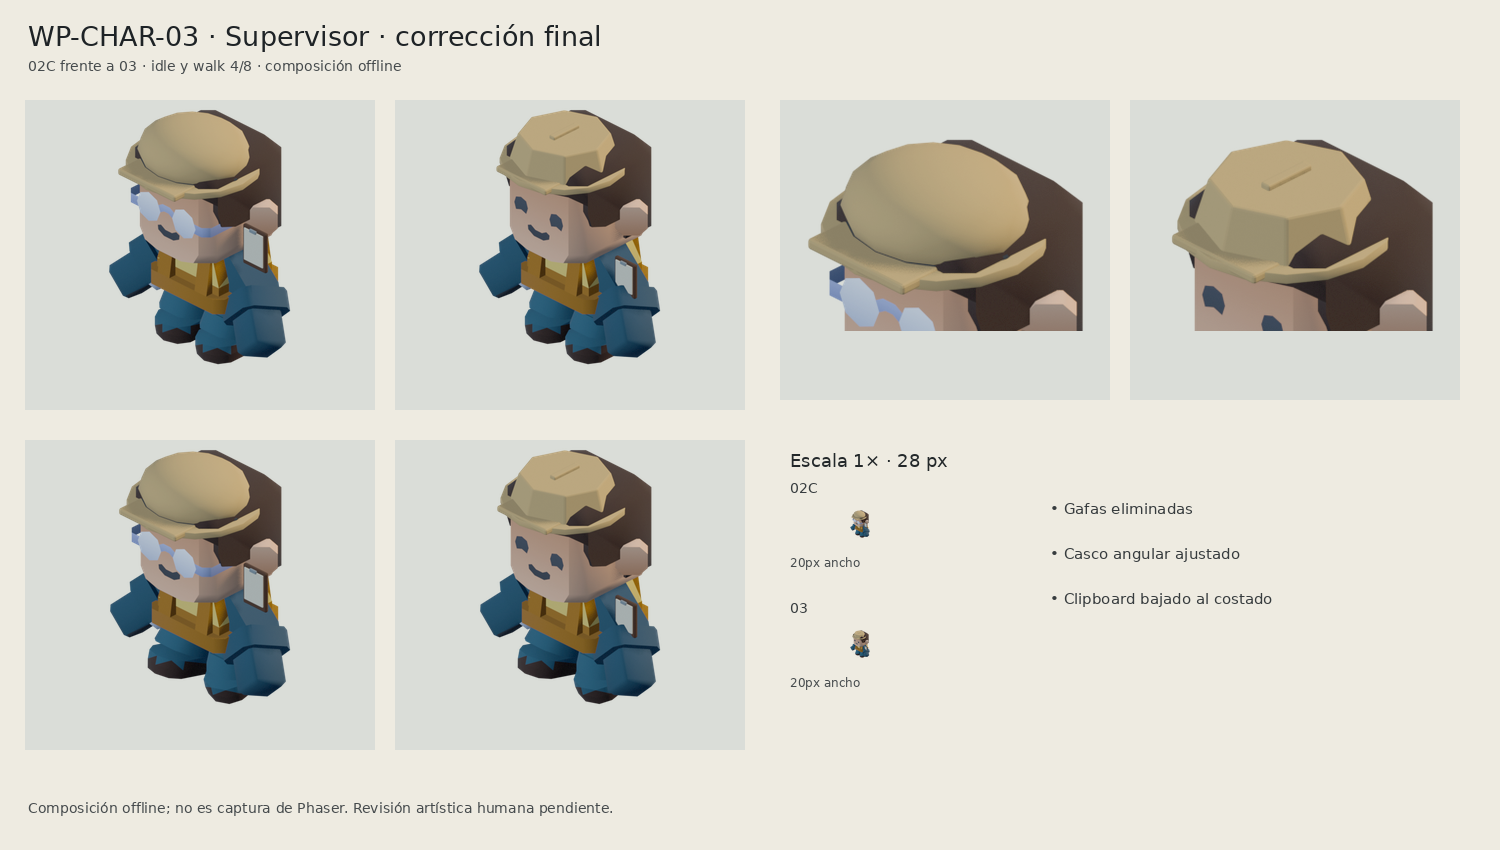 WP-CHAR-03 · Supervisor · corrección final
02C frente a 03 · idle y walk 4/8 · composición offline
Escala 1× · 28 px
02C
20px ancho
03
20px ancho
• Gafas eliminadas
• Casco angular ajustado
• Clipboard bajado al costado
Composición offline; no es captura de Phaser. Revisión artística humana pendiente.